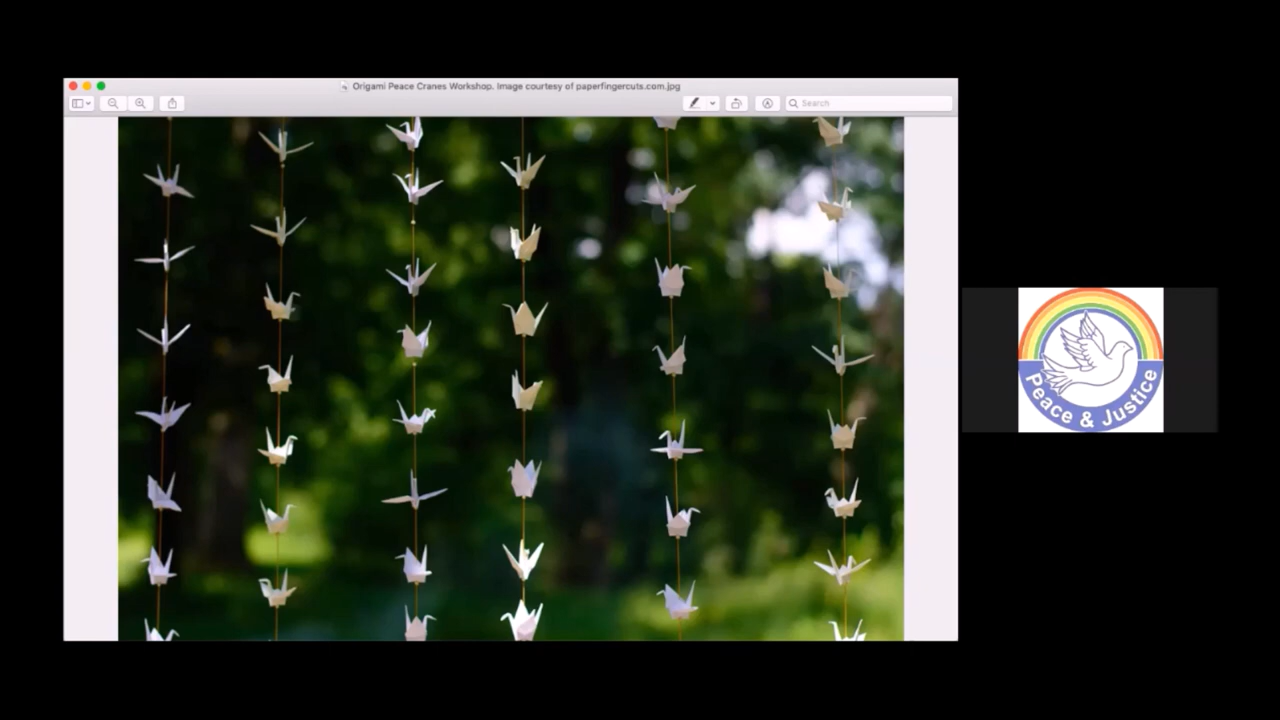 Origami Peace Cranes Workshop. Image courtesy of paperfingercuts.com.jpg
Search
Peace & Justice